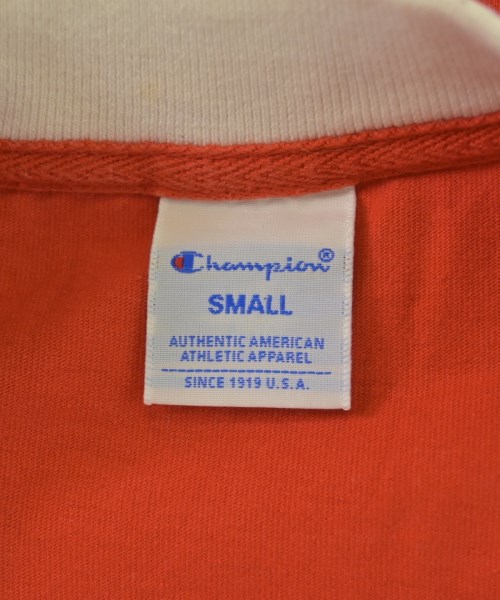 Champion®
SMALL
AUTHENTIC AMERICAN
ATHLETIC APPAREL
SINCE 1919 U.S.A.